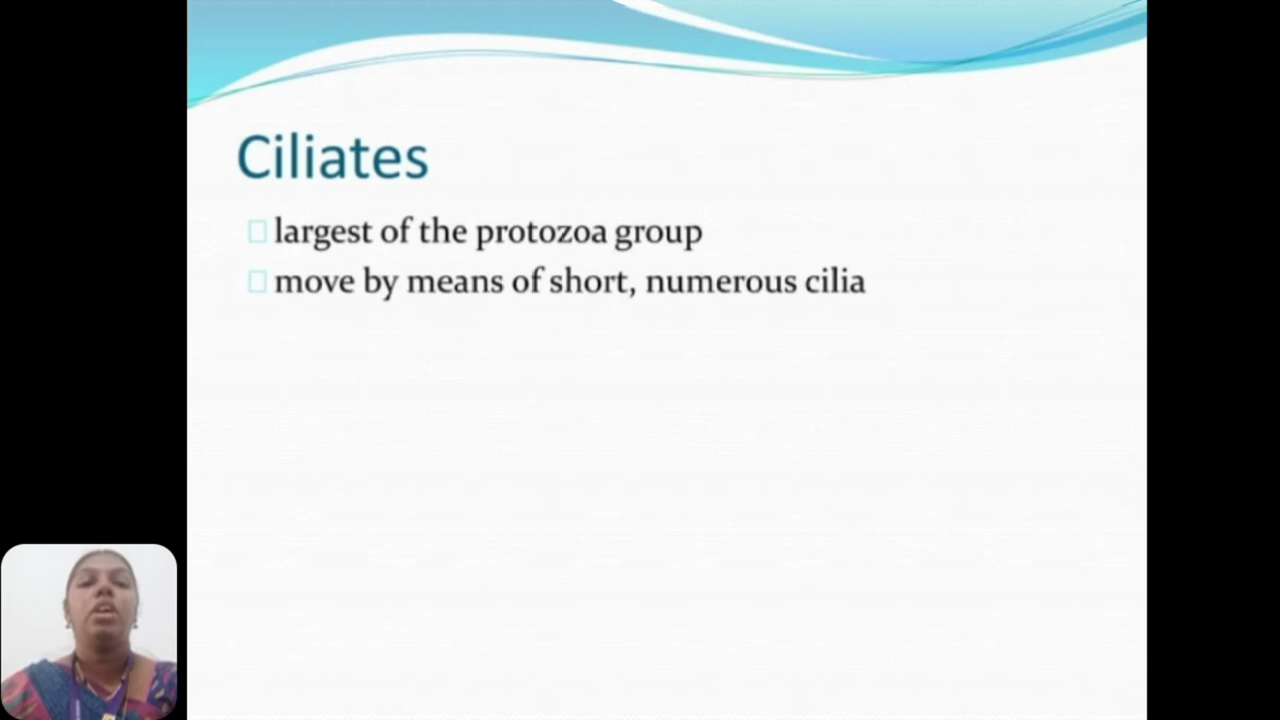 Ciliates
largest of the protozoa group
move by means of short, numerous cilia